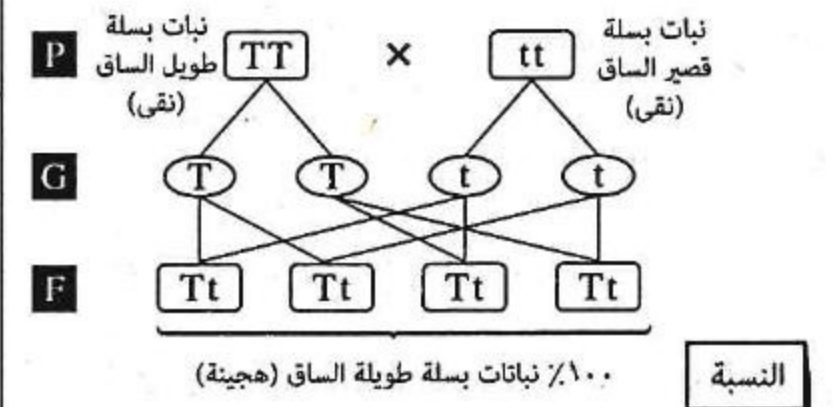 P
نبات بسلة
طويل الساق
(نقى)
TT
×
tt
نبات بسلة
قصير الساق
(نقى)
G
T T t t
F
Tt Tt Tt Tt
١٠٠٪ نباتات بسلة طويلة الساق (هجينة)
النسبة